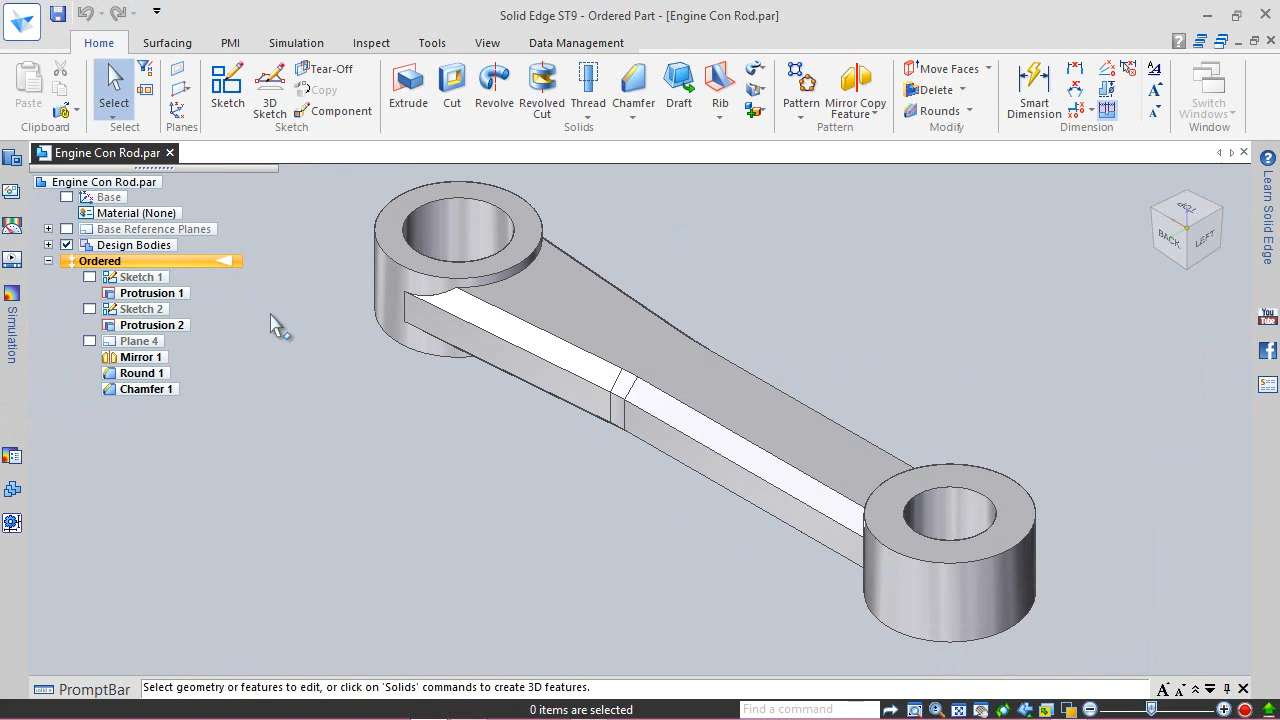 Solid Edge ST9 - Ordered Part - [Engine Con Rod.par]
Home Surfacing PMI Simulation Inspect Tools View Data Management
Paste
Clipboard
Select
Select
Planes
Sketch
3D Sketch
Tear-Off
Copy
Component
Sketch
Extrude
Cut
Revolve
Revolved Cut
Thread
Chamfer
Draft
Rib
Solids
Pattern
Mirror Copy Feature
Pattern
Move Faces
Delete
Rounds
Modify
Smart Dimension
Dimension
Switch Windows
Window
Engine Con Rod.par
Engine Con Rod.par
Base
Material (None)
Base Reference Planes
Design Bodies
Ordered
Sketch 1
Protrusion 1
Sketch 2
Protrusion 2
Plane 4
Mirror 1
Round 1
Chamfer 1
Simulation
TOP
BACK
LEFT
Learn Solid Edge
You Tube
PromptBar
Select geometry or features to edit, or click on 'Solids' commands to create 3D features.
0 items are selected
Find a command